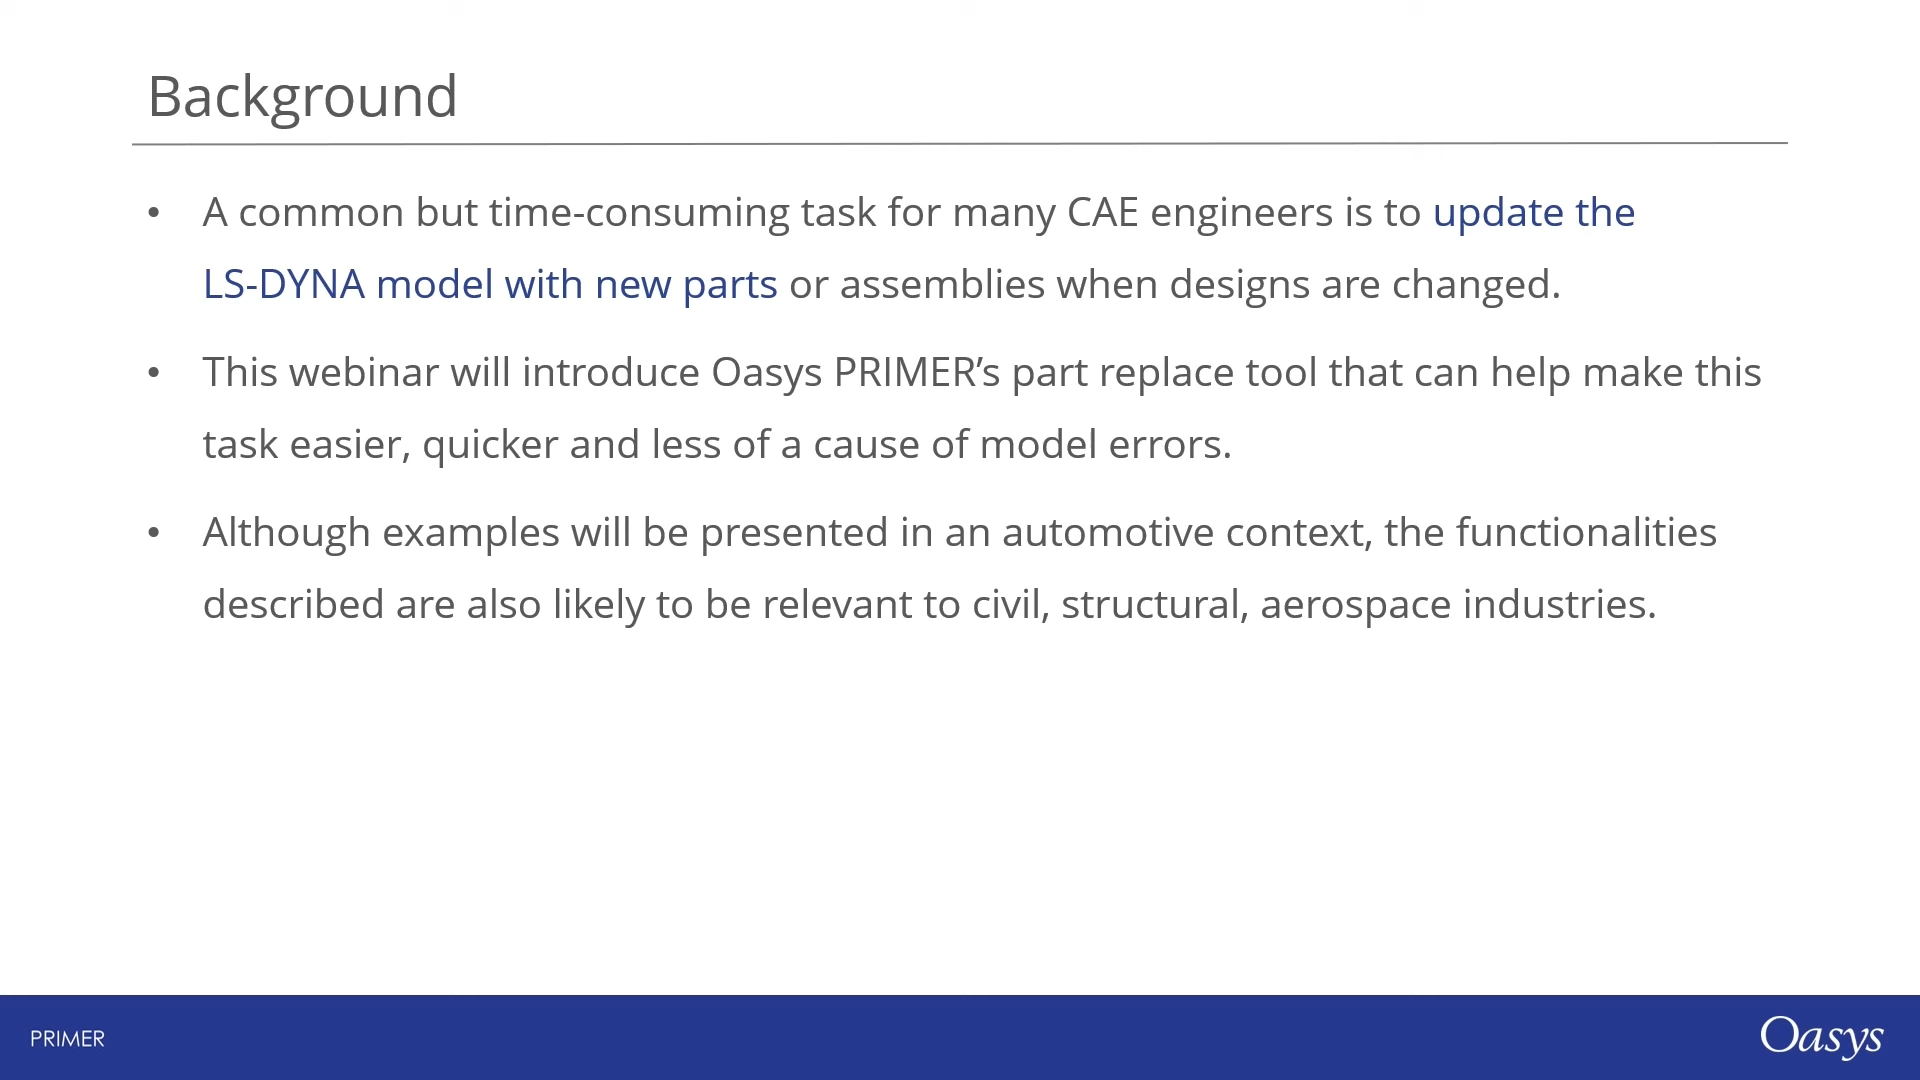 Background
• A common but time-consuming task for many CAE engineers is to update the
LS-DYNA model with new parts or assemblies when designs are changed.
• This webinar will introduce Oasys PRIMER’s part replace tool that can help make this
task easier, quicker and less of a cause of model errors.
• Although examples will be presented in an automotive context, the functionalities
described are also likely to be relevant to civil, structural, aerospace industries.
PRIMER
Oasys